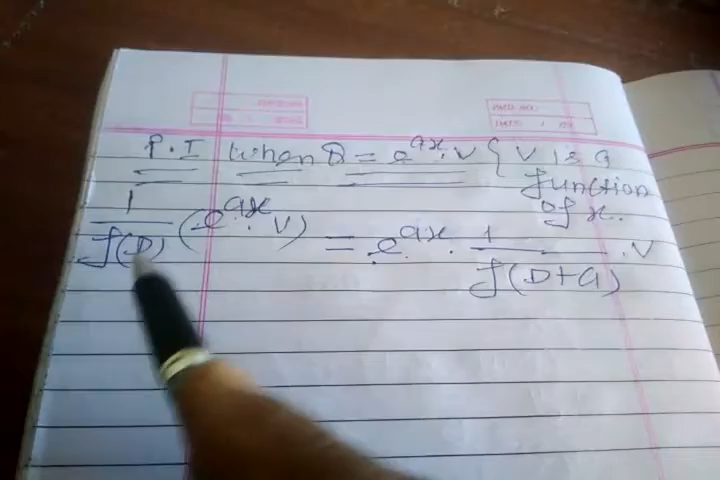 P.I when Q = e^ax.V { V is a
function
of x.
1/f(D) (e^ax.V) = e^ax . 1/f(D+a) .V